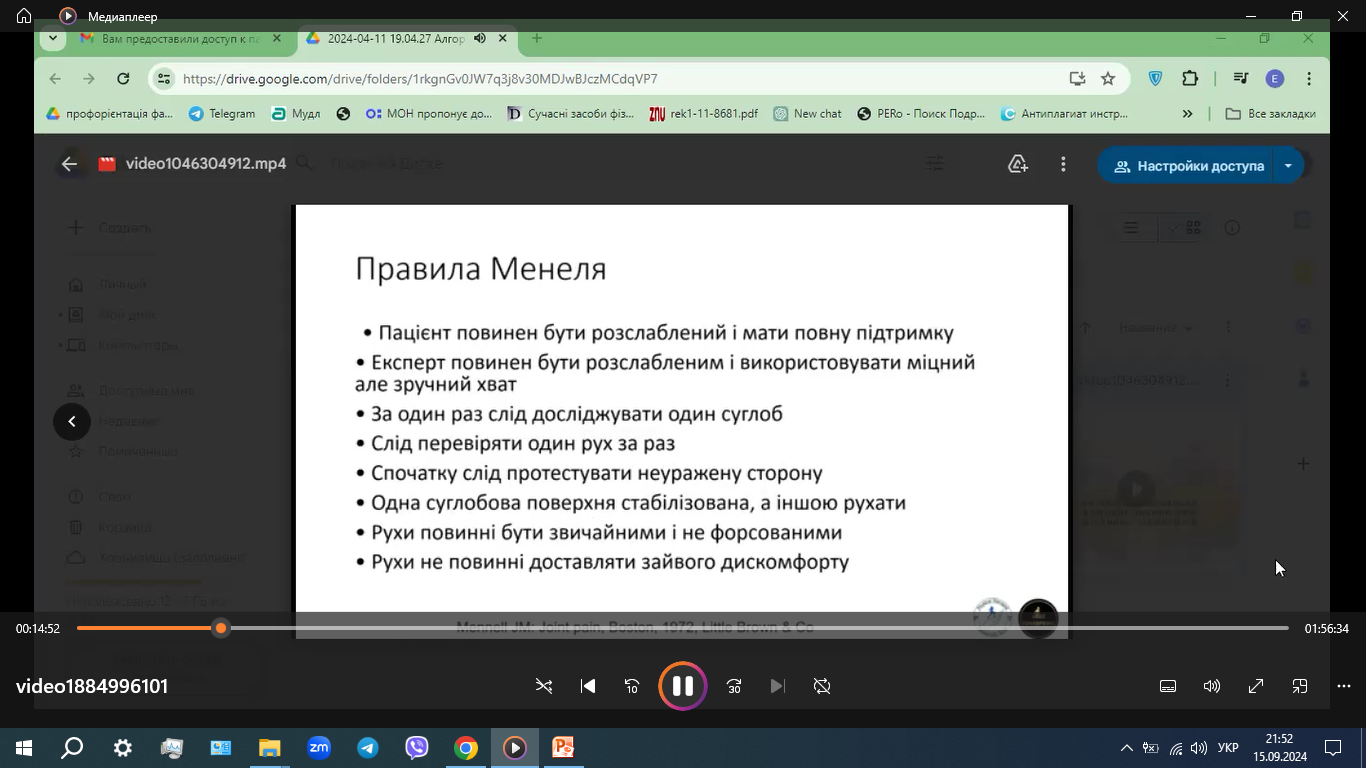 Медиаплеер
Вам предоставили доступ к па
2024-04-11 19.04.27 Алгор
https://drive.google.com/drive/folders/1rkgnGv0JW7q3j8v30MDJwBJczMCdqVP7
E
профорієнтація фа... Telegram Мудл МОН пропонує до... Сучасні засоби фіз... rek1-11-8681.pdf New chat PERo - Поиск Подр... Антиплагиат инстр... » Все закладки
video1046304912.mp4
Настройки доступа
Создать
Правила Менеля
• Пацієнт повинен бути розслаблений і мати повну підтримку
• Експерт повинен бути розслабленим і використовувати міцний
але зручний хват
• За один раз слід досліджувати один суглоб
• Слід перевіряти один рух за раз
• Спочатку слід протестувати неуражену сторону
• Одна суглобова поверхня стабілізована, а іншою рухати
• Рухи повинні бути звичайними і не форсованими
• Рухи не повинні доставляти зайвого дискомфорту
Mennell JM: Joint pain, Boston, 1972, Little Brown & Co
00:14:52
01:56:34
video1884996101
10
30
zm
УКР
21:52
15.09.2024